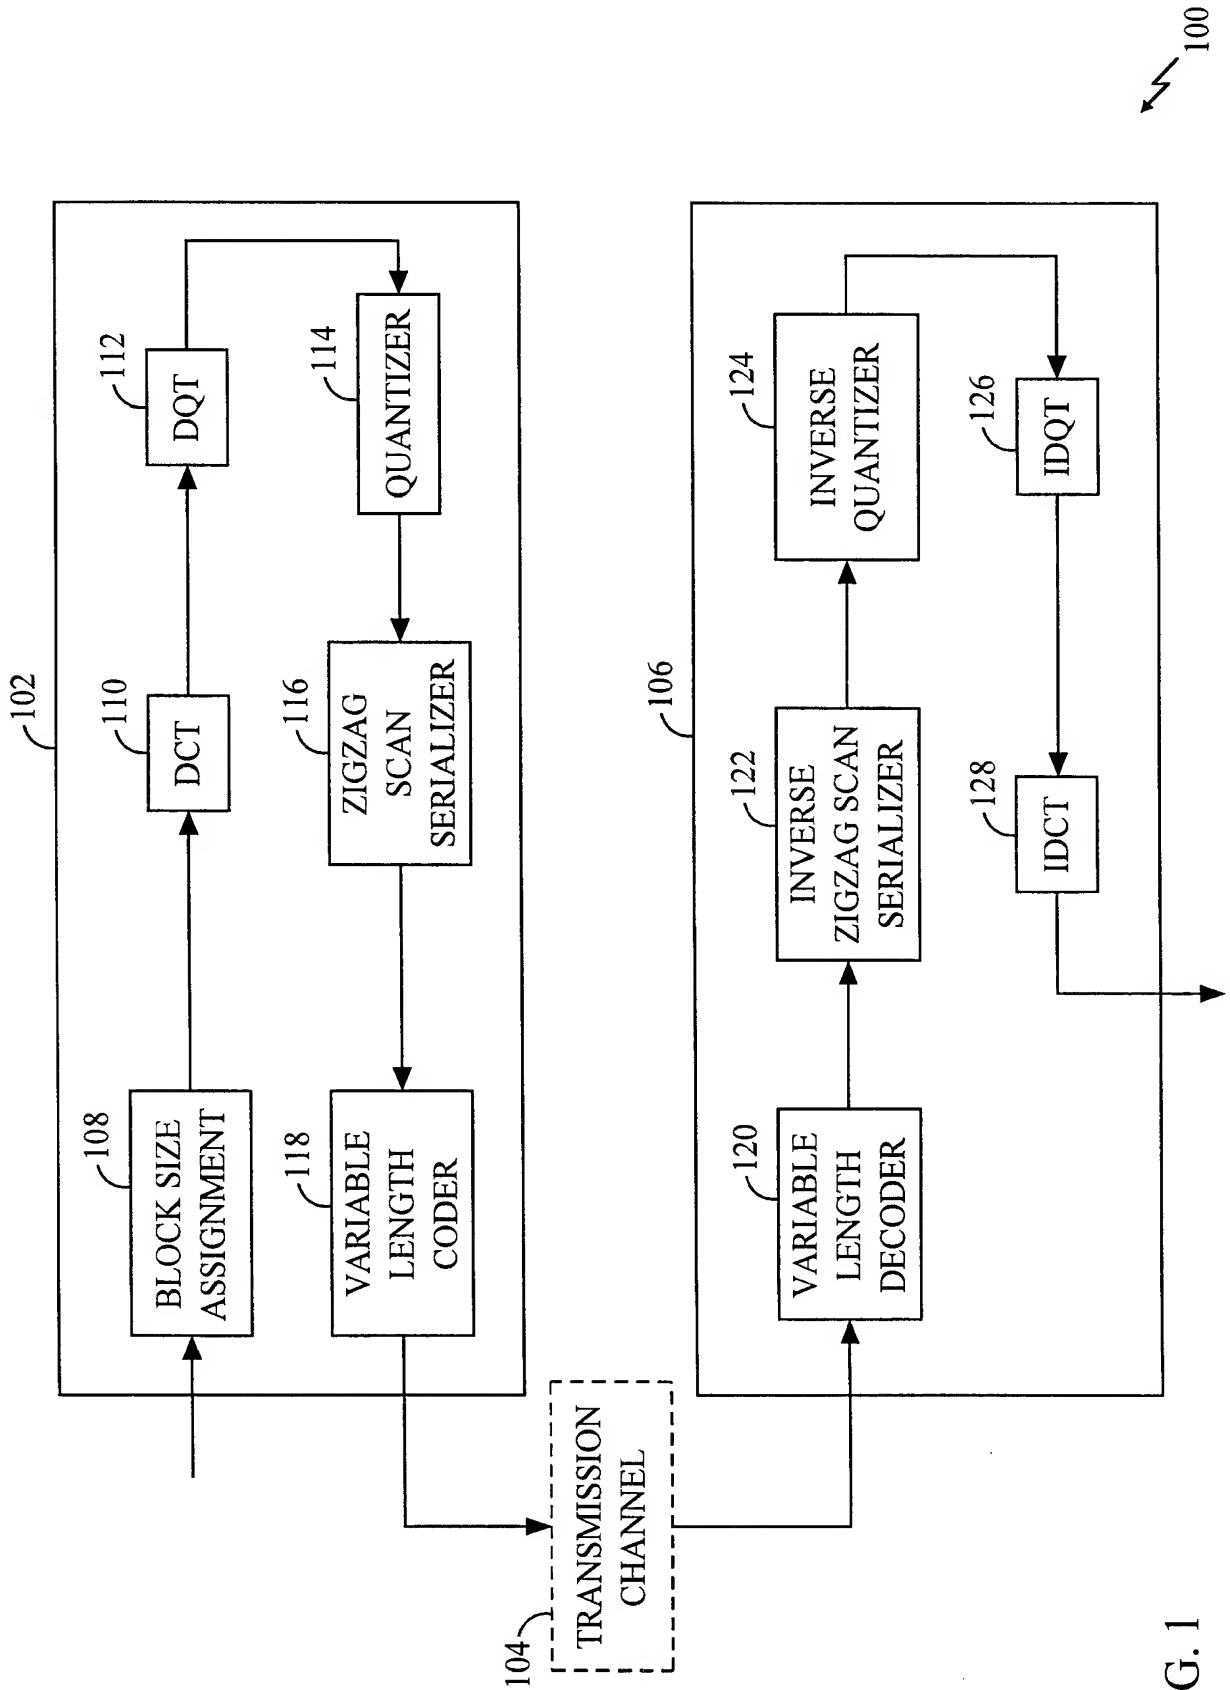 102
108
BLOCK SIZE
ASSIGNMENT
110
DCT
112
DQT
118
VARIABLE
LENGTH
CODER
116
ZIGZAG
SCAN
SERIALIZER
114
QUANTIZER
104
TRANSMISSION
CHANNEL
106
120
VARIABLE
LENGTH
DECODER
122
INVERSE
ZIGZAG SCAN
SERIALIZER
124
INVERSE
QUANTIZER
128
IDCT
126
IDQT
100
G. 1